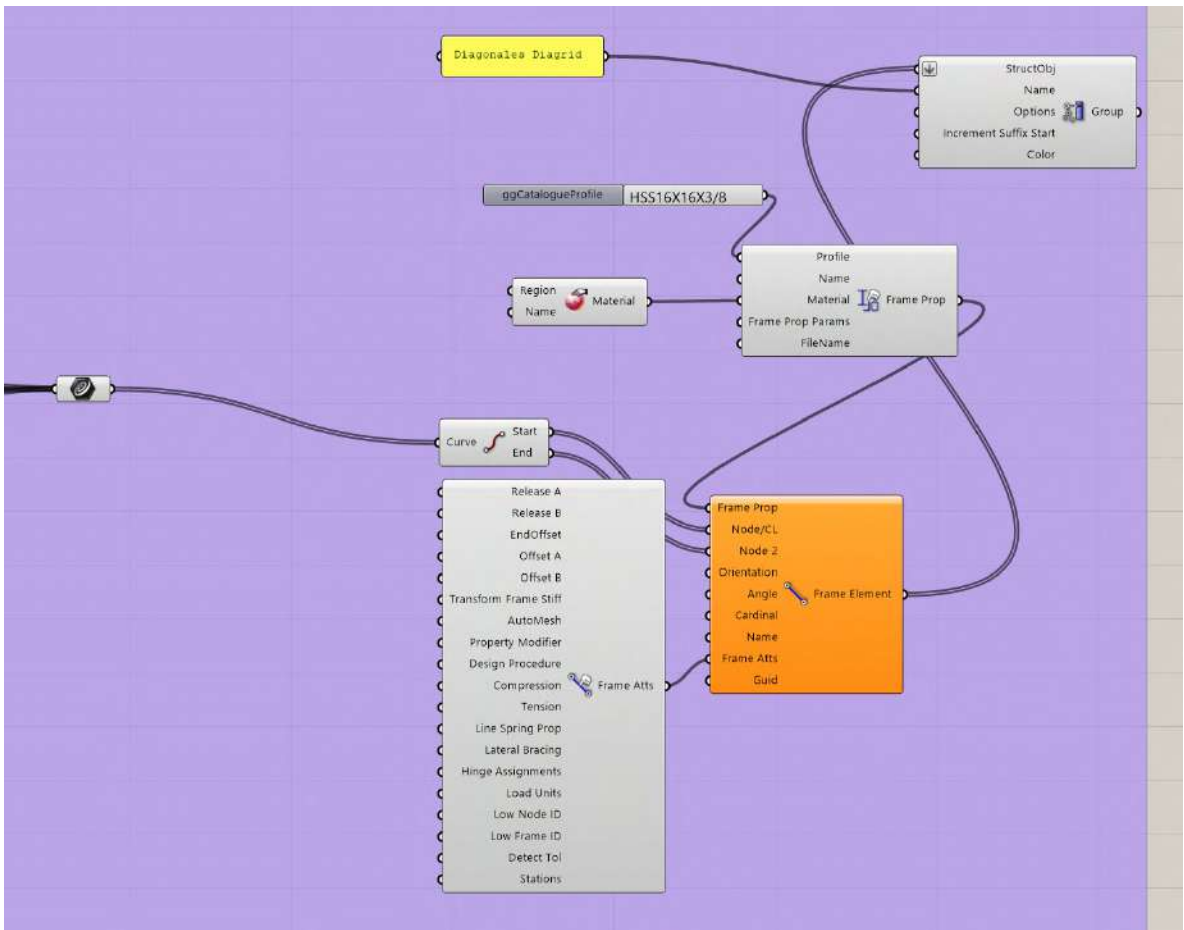 Diagonales Diagrid
StructObj
Name
Options
Group
Increment Suffix Start
Color
ggCatalogueProfile
HSS16X16X3/8
Profile
Name
Material
Frame Prop
Frame Prop Params
FileName
Region
Name
Material
Curve
Start
End
Release A
Release B
EndOffset
Offset A
Offset B
Transform Frame Stiff
AutoMesh
Property Modifier
Design Procedure
Compression
Frame Atts
Tension
Line Spring Prop
Lateral Bracing
Hinge Assignments
Load Units
Low Node ID
Low Frame ID
Detect Tol
Stations
Frame Prop
Node/CL
Node 2
Orientation
Angle
Frame Element
Cardinal
Name
Frame Atts
Guid